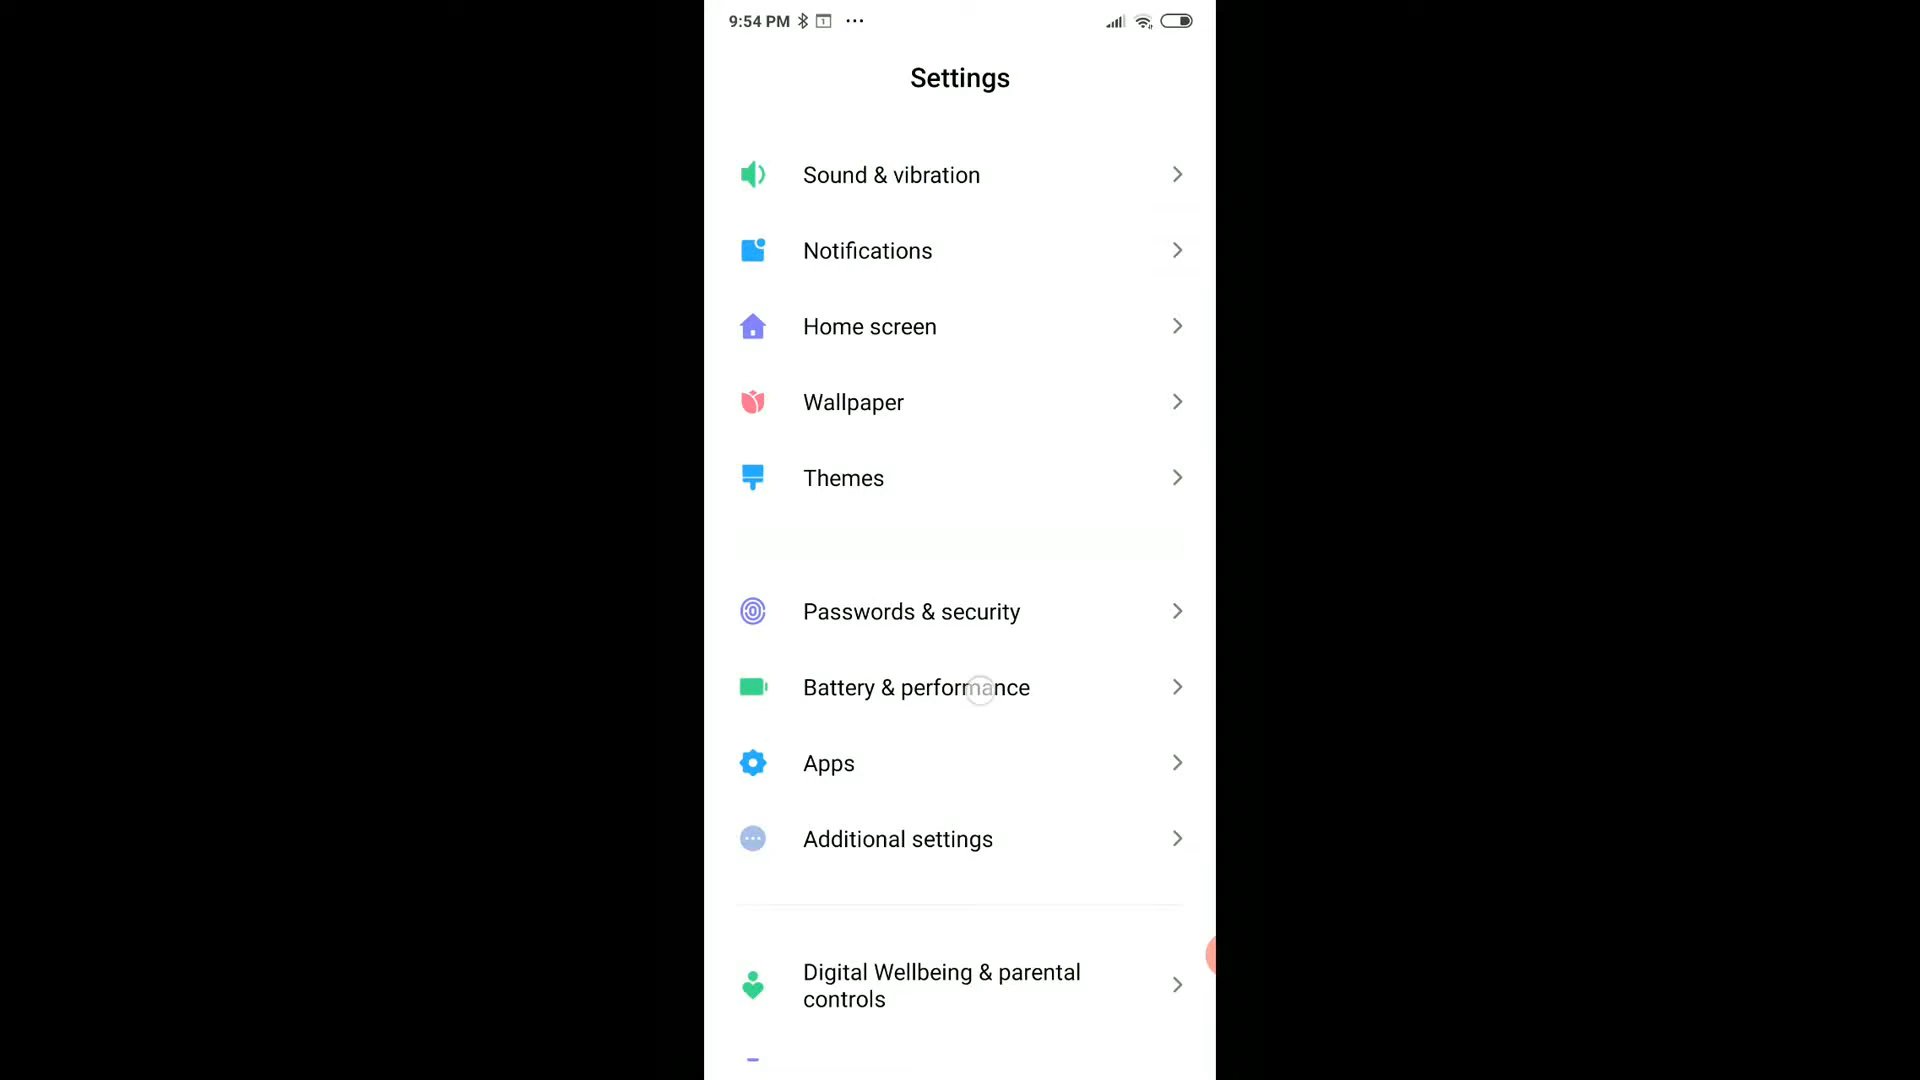 9:54 PM
1
Settings
Sound & vibration
Notifications
Home screen
Wallpaper
Themes
Passwords & security
Battery & performance
Apps
Additional settings
Digital Wellbeing & parental
controls